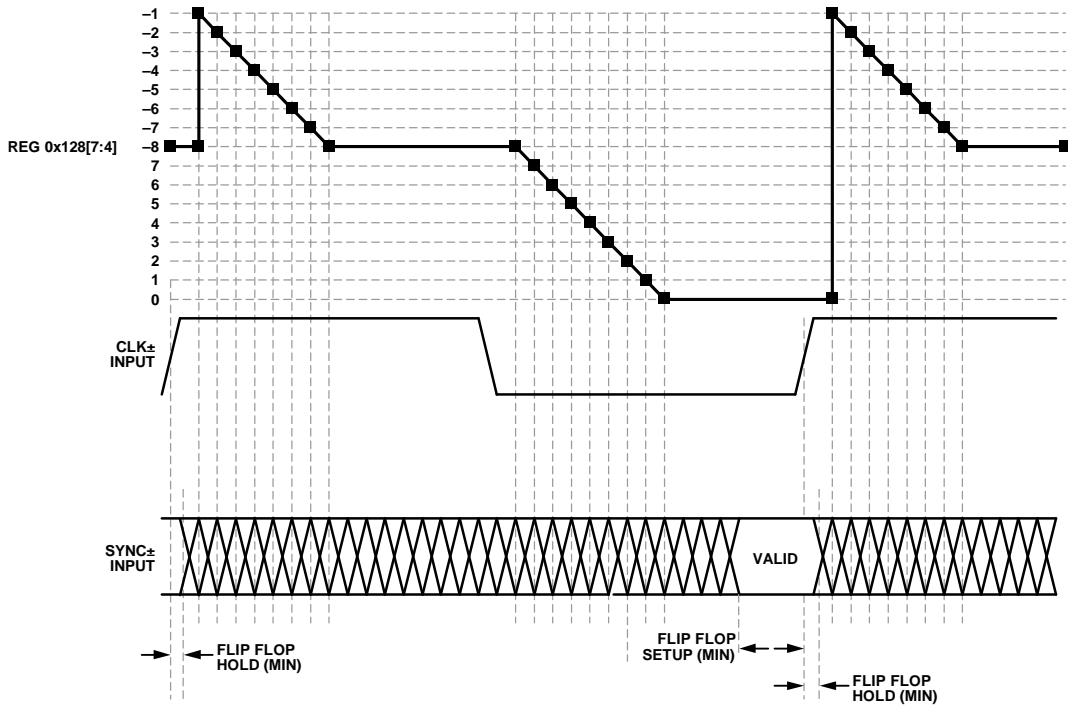 –1
–2
–3
–4
–5
–6
–7
REG 0x128[7:4]
–8
7
6
5
4
3
2
1
0
CLK±
INPUT
SYNC±
INPUT
VALID
FLIP FLOP
HOLD (MIN)
FLIP FLOP
SETUP (MIN)
FLIP FLOP
HOLD (MIN)